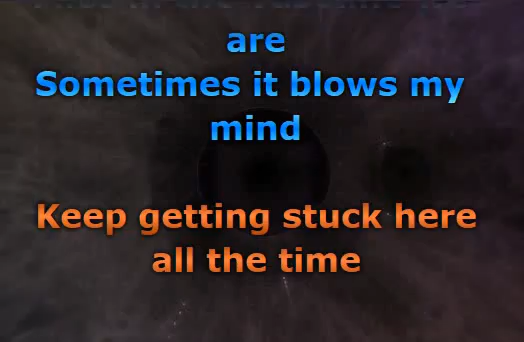 are
Sometimes it blows my
mind
Keep getting stuck here
all the time